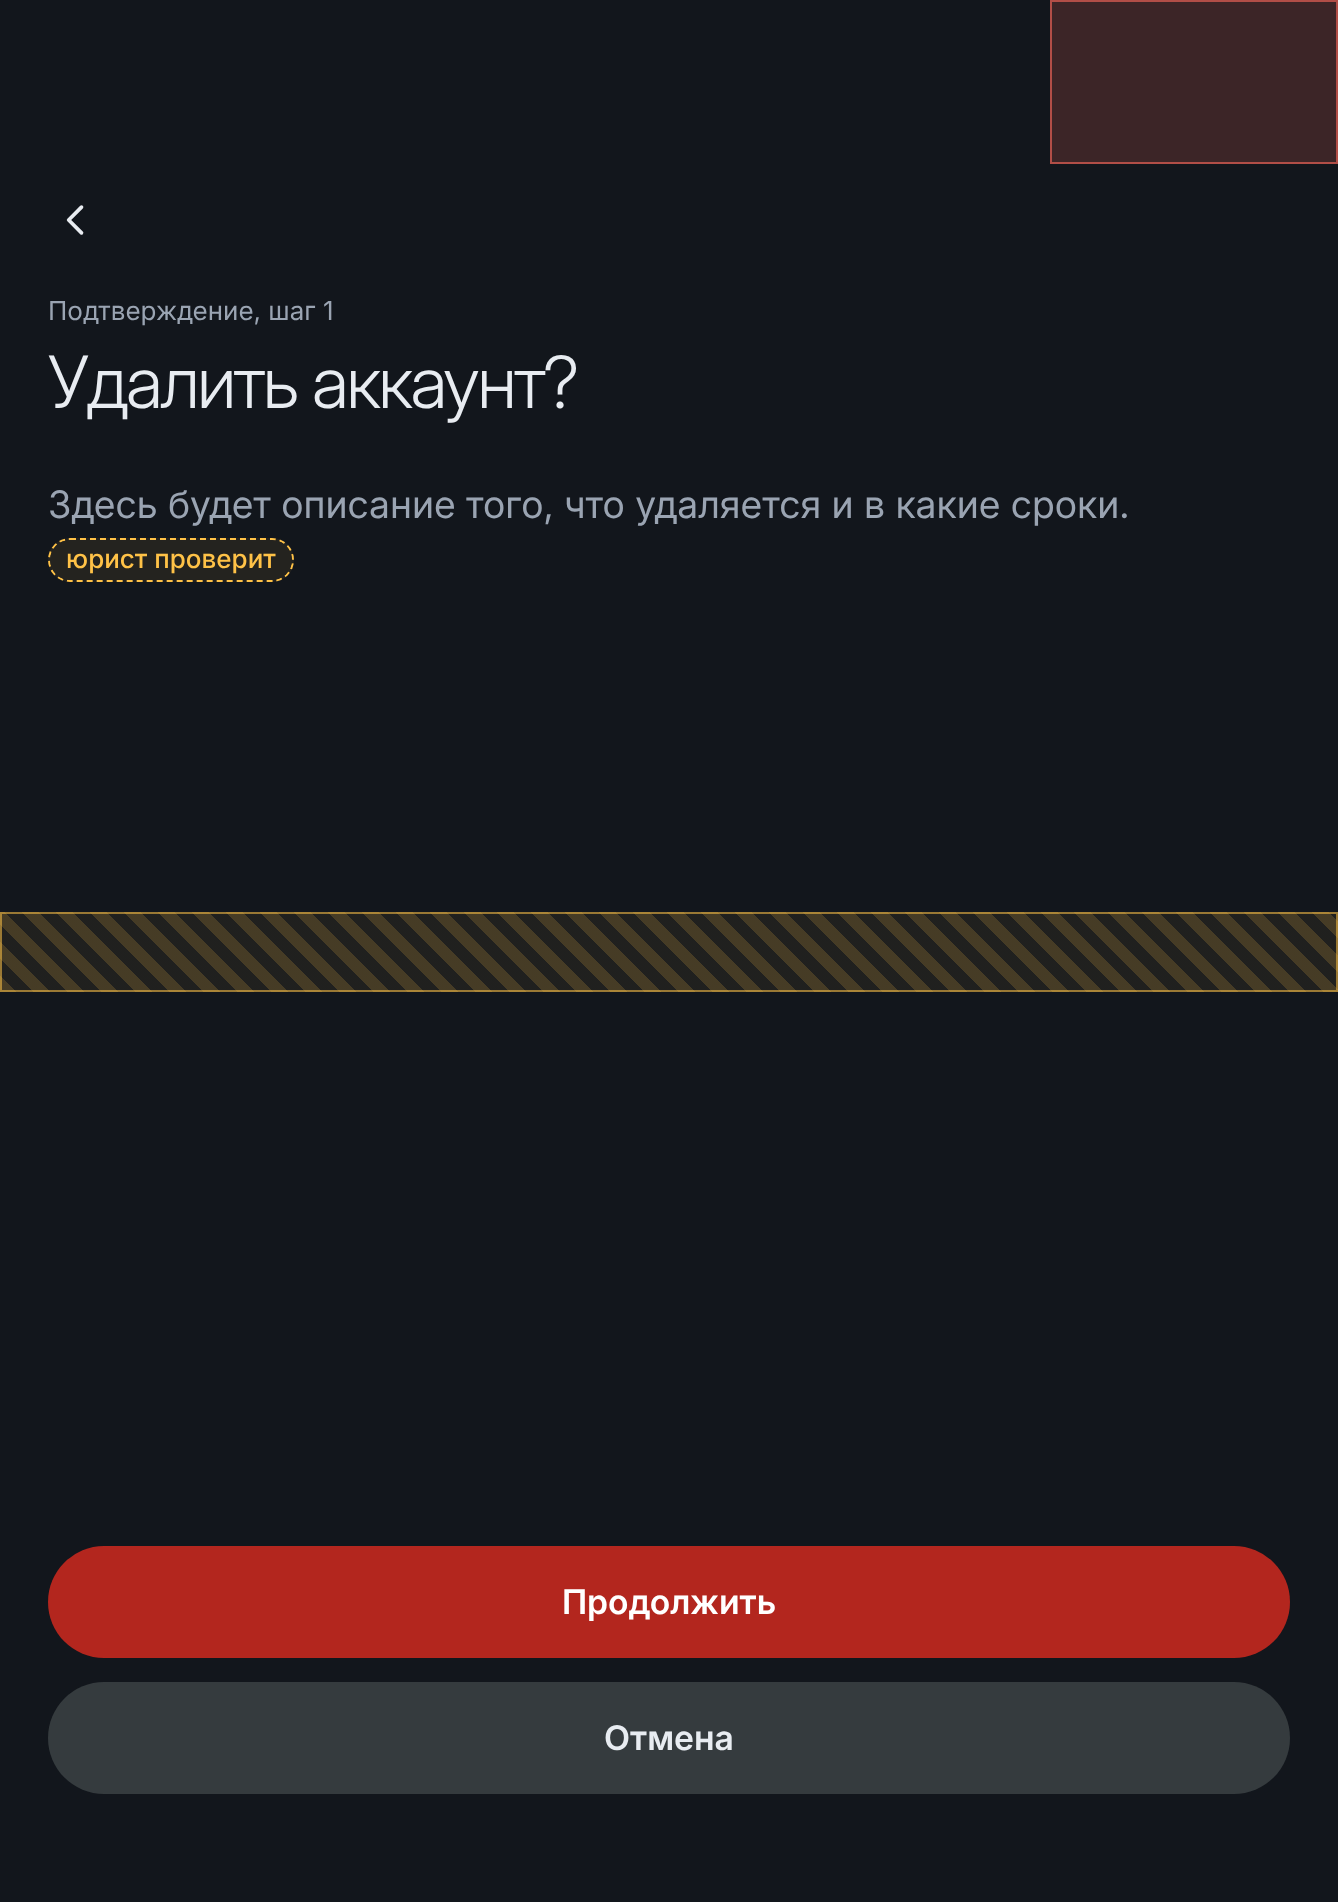 Подтверждение, шаг 1
Удалить аккаунт?
Здесь будет описание того, что удаляется и в какие сроки.
юрист проверит
Продолжить
Отмена